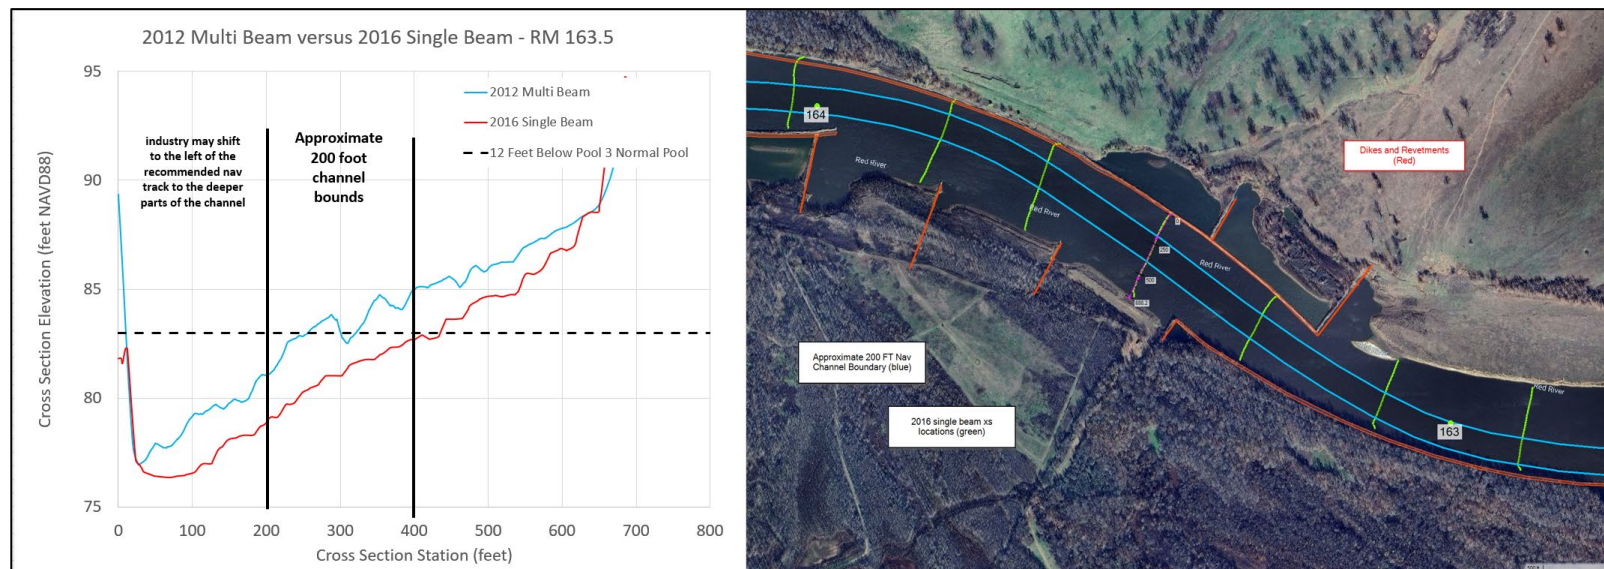 2012 Multi Beam versus 2016 Single Beam - RM 163.5
Cross Section Elevation (feet NAVD88)
95
90
85
80
75
2012 Multi Beam
2016 Single Beam
12 Feet Below Pool 3 Normal Pool
industry may shift
to the left of the
recommended nav
track to the deeper
parts of the channel
Approximate
200 foot
channel
bounds
0
100
200
300
400
500
600
700
800
Cross Section Station (feet)
164
Red River
Red River
0
250
500
Red River
Dikes and Revetments
(Red)
Approximate 200 FT Nav
Channel Boundary (blue)
2016 single beam xs
locations (green)
Red River
163